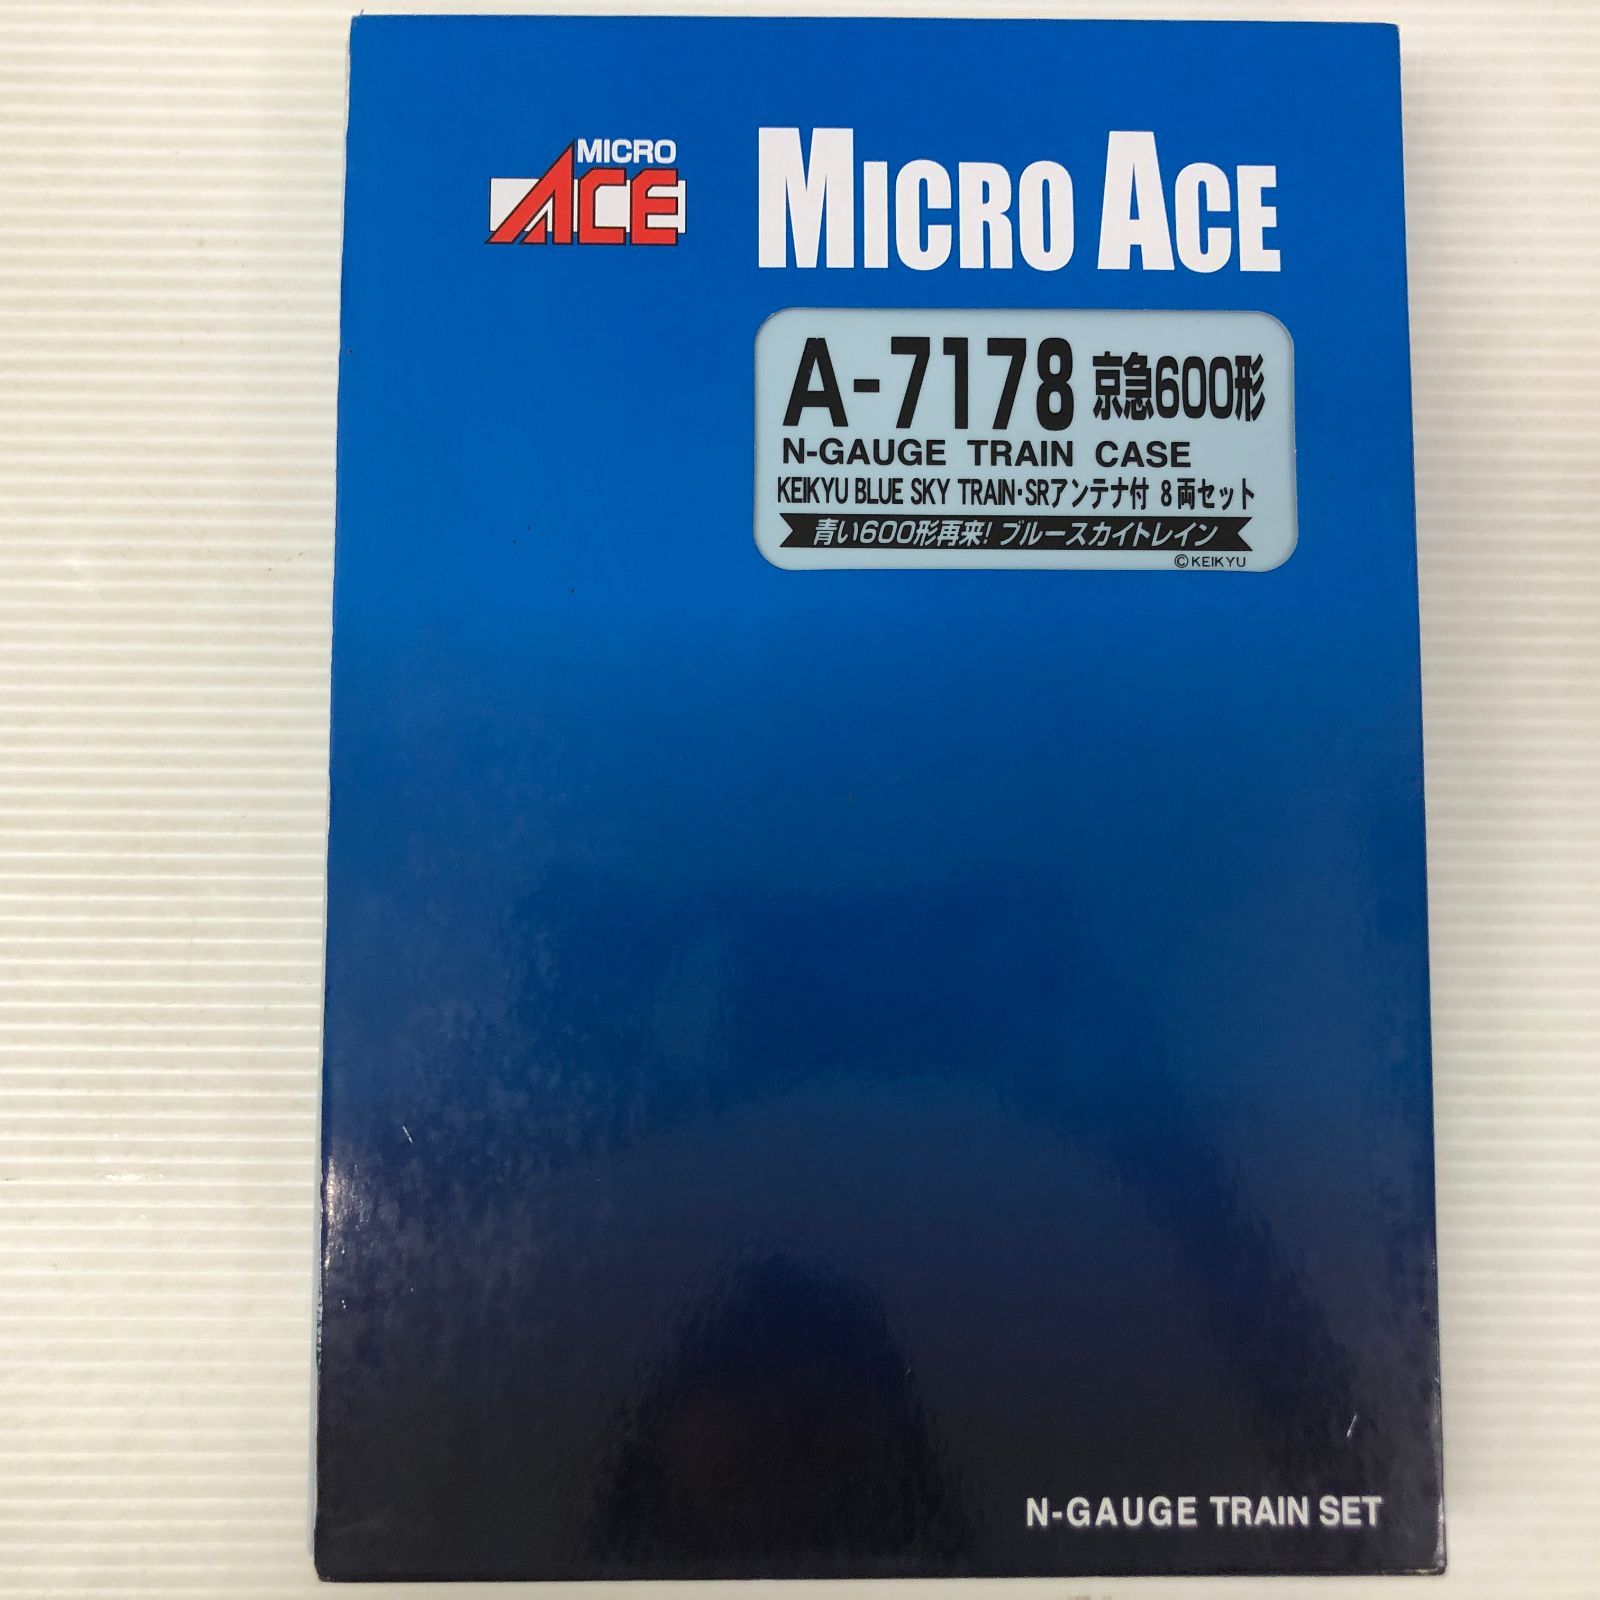 MICRO
ACE
MICRO ACE
A-7178 京急600形
N-GAUGE TRAIN CASE
KEIKYU BLUE SKY TRAIN・SRアンテナ付 8両セット
青い600形再来! ブルースカイトレイン
©KEIKYU
N-GAUGE TRAIN SET